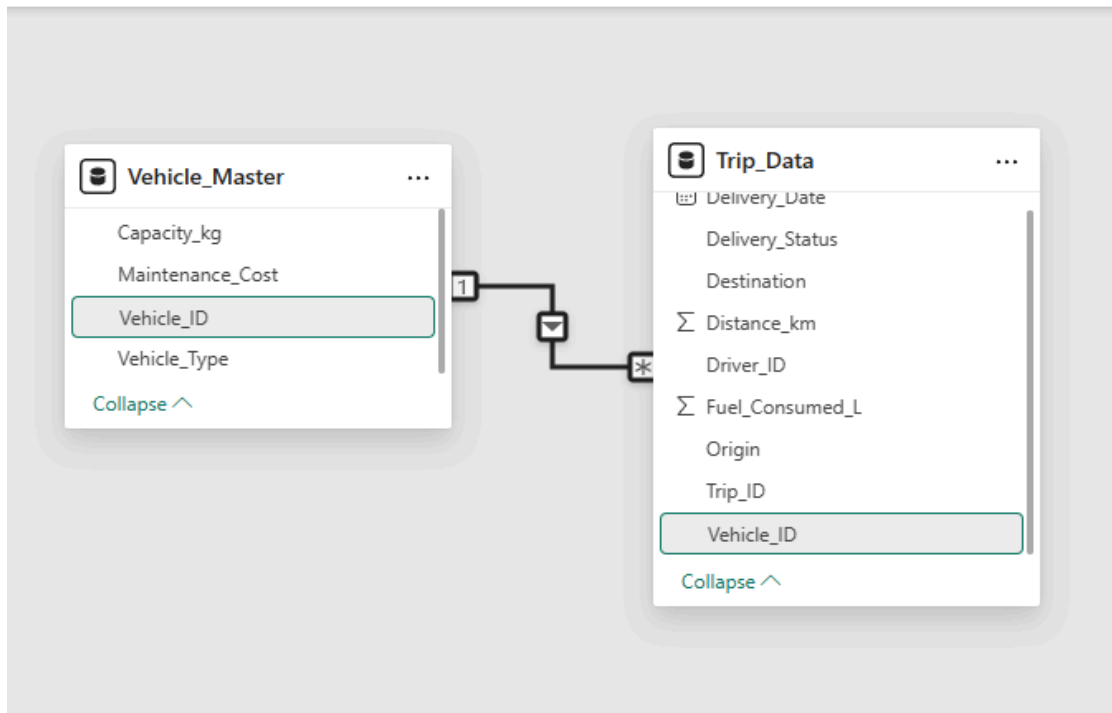 Vehicle_Master
Capacity_kg
Maintenance_Cost
Vehicle_ID
Vehicle_Type
Collapse
1
*
Trip_Data
Delivery_Date
Delivery_Status
Destination
Σ Distance_km
Driver_ID
Σ Fuel_Consumed_L
Origin
Trip_ID
Vehicle_ID
Collapse